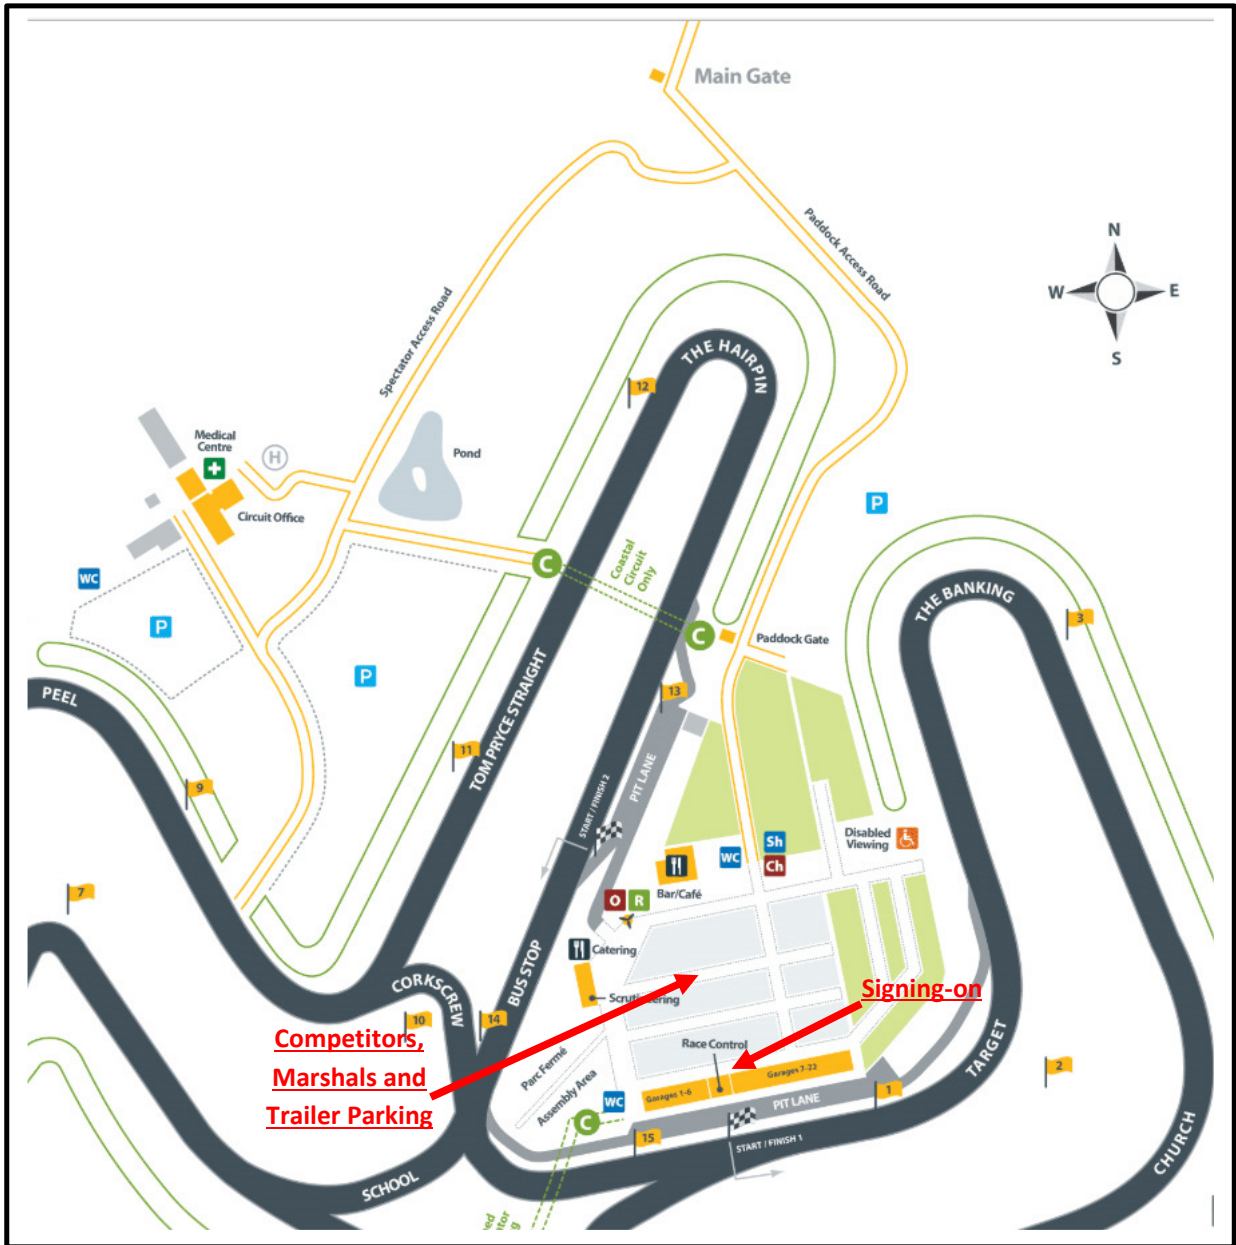 Main Gate
Paddock Access Road
N
W
E
S
Spectator Access Road
THE HAIRPIN
12
Medical
Centre
H
Pond
Circuit Office
P
WC
C
Coastal
Circuit
Only
THE BANKING
3
P
C
Paddock Gate
P
PEEL
TOM PRYCE STRAIGHT
13
11
9
PIT LANE
START / FINISH 2
Disabled
Viewing
Sh
WC
Ch
Bar/Café
7
O
R
BUS STOP
Catering
CORKSCREW
Scrutineering
Signing-on
10
14
Competitors,
Marshals and
Trailer Parking
Race Control
TARGET
2
Parc Fermé
Assembly Area
Garages 1-6
Garages 7-22
WC
PIT LANE
1
C
15
START / FINISH 1
CHURCH
SCHOOL